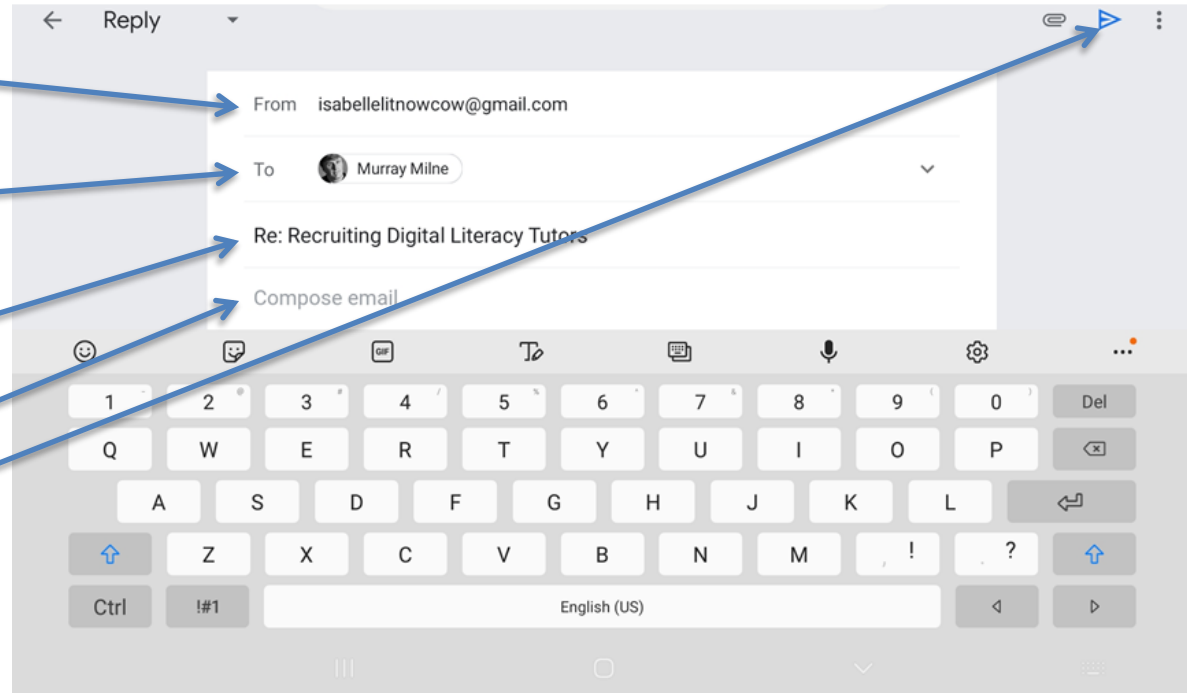 Reply
From isabellelitnowcow@gmail.com
To Murray Milne
Re: Recruiting Digital Literacy Tutors
Compose email
GIF
1 - 2 @ 3 # 4 / 5 % 6 ^ 7 & 8 * 9 ( 0 ) Del
Q W E R T Y U I O P
A S D F G H J K L
Z X C V B N M , ! . ?
Ctrl !#1 English (US)